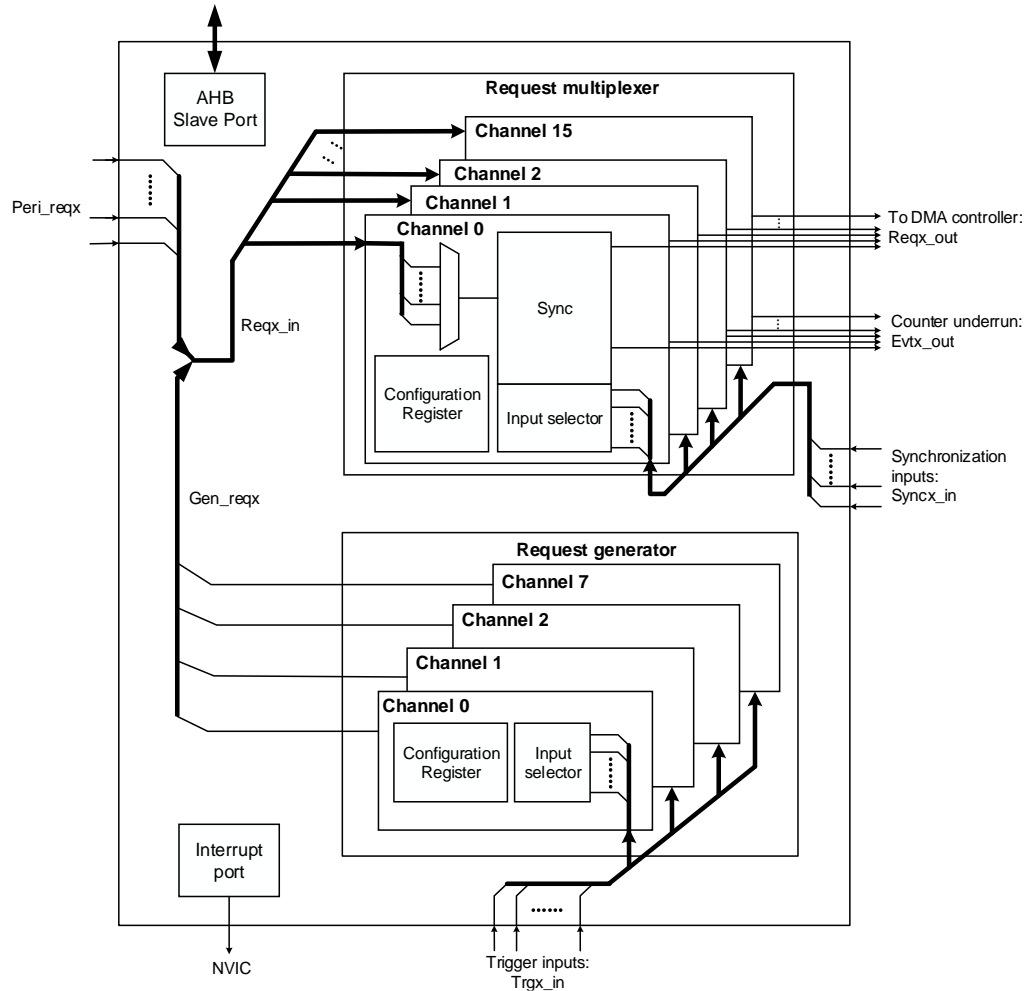 AHB
Slave Port
Request multiplexer
Channel 15
Channel 2
Channel 1
Channel 0
Peri_reqx
To DMA controller:
Reqx_out
Sync
Reqx_in
Counter underrun:
Evtx_out
Configuration
Register
Input selector
Synchronization
inputs:
Syncx_in
Gen_reqx
Request generator
Channel 7
Channel 2
Channel 1
Channel 0
Configuration
Register
Input
selector
Interrupt
port
NVIC
Trigger inputs:
Trgx_in